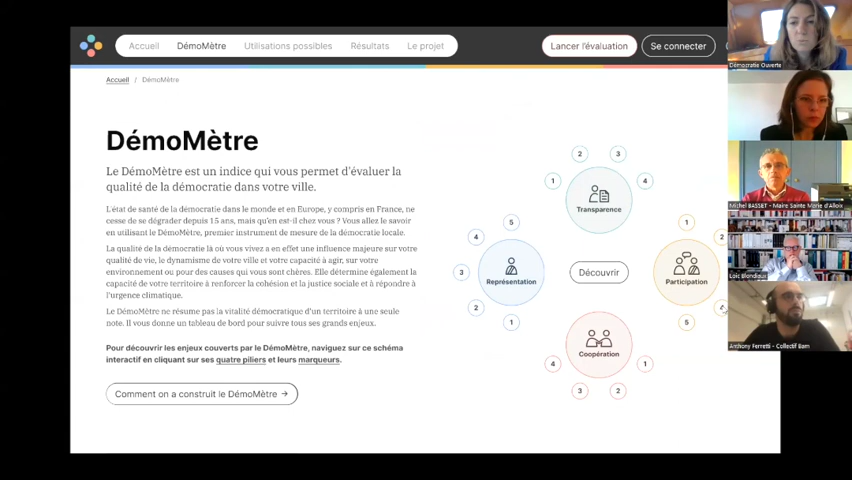 Accueil
DémoMètre
Utilisations possibles
Résultats
Le projet
Lancer l'évaluation
Se connecter
Accueil / DémoMètre
DémoMètre
Le DémoMètre est un indice qui vous permet d'évaluer la
qualité de la démocratie dans votre ville.
L'état de santé de la démocratie dans le monde et en Europe, y compris en France, ne
cesse de se dégrader depuis 15 ans, mais qu'en est-il chez vous ? Vous allez le savoir
en utilisant le DémoMètre, premier instrument de mesure de la démocratie locale.
La qualité de la démocratie là où vous vivez a en effet une influence majeure sur votre
qualité de vie, le dynamisme de votre ville et votre capacité à agir, sur votre
environnement ou pour des causes qui vous sont chères. Elle détermine également la
capacité de votre territoire à renforcer la cohésion et la justice sociale et à répondre à
l'urgence climatique.
Le DémoMètre ne résume pas la vitalité démocratique d'un territoire à une seule
note. Il vous donne un tableau de bord pour suivre tous ses grands enjeux.
Pour découvrir les enjeux couverts par le DémoMètre, naviguez sur ce schéma
interactif en cliquant sur ses quatre piliers et leurs marqueurs.
Comment on a construit le DémoMètre →
1
2
3
4
Transparence
5
4
3
2
1
Représentation
Découvrir
1
2
5
Participation
4
3
2
1
Coopération
Démocratie Ouverte
Michel BASSET - Maire Sainte Marie d'Alloix
Loïc Blondiaux
Anthony Ferretti - Collectif Bam